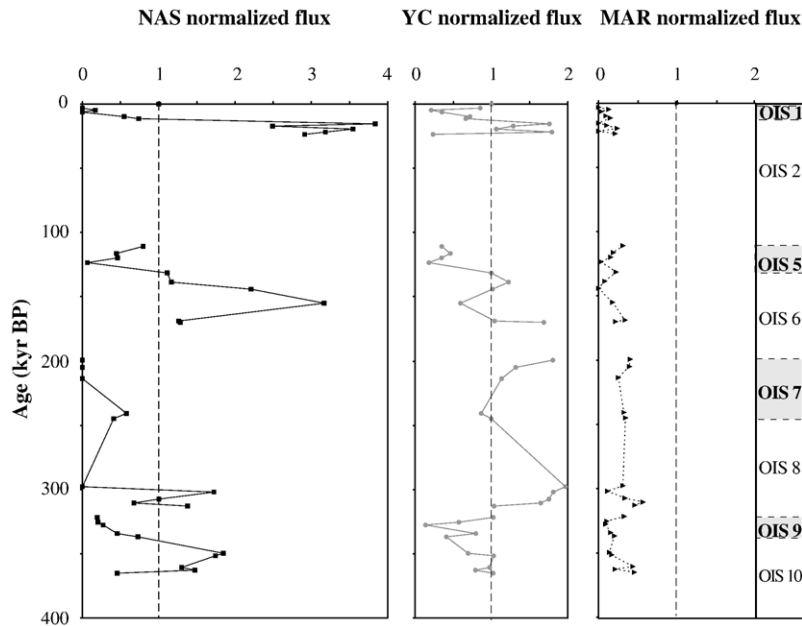 NAS normalized flux YC normalized flux MAR normalized flux
0 1 2 3 4 0 1 2 0 1 2
0
100
200
300
400
Age (kyr BP)
OIS 1
OIS 2
OIS 5
OIS 6
OIS 7
OIS 8
OIS 9
OIS 10